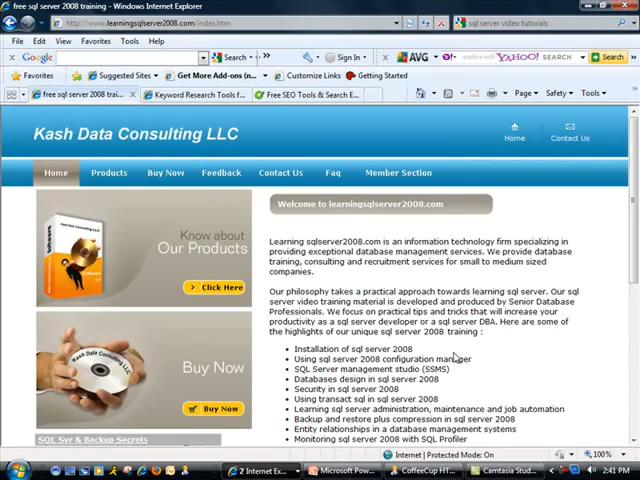 free sql server 2008 training - Windows Internet Explorer
http://www.learningsqlserver2008.com/index.htm
sql server video tutorials
File Edit View Favorites Tools Help
Google Search Sign In AVG explore with YAHOO! Search
Favorites Suggested Sites Get More Add-ons Customize Links Getting Started
free sql server 2008 trai... Keyword Research Tools f... Free SEO Tools & Search E...
Page Safety Tools
Kash Data Consulting LLC
Home Contact Us
Home Products Buy Now Feedback Contact Us Faq Member Section
Know about
Our Products
Click Here
Kash Data Consulting LLC
Buy Now
Buy Now
SQL Svr & Backup Secrets
Welcome to learningsqlserver2008.com
Learning sqlserver2008.com is an information technology firm specializing in
providing exceptional database management services. We provide database
training, consulting and recruitment services for small to medium sized
companies.
Our philosophy takes a practical approach towards learning sql server. Our sql
server video training material is developed and produced by Senior Database
Professionals. We focus on practical tips and tricks that will increase your
productivity as a sql server developer or a sql server DBA. Here are some of
the highlights of our unique sql server 2008 training :
Installation of sql server 2008
Using sql server 2008 configuration manager
SQL Server management studio (SSMS)
Databases design in sql server 2008
Security in sql server 2008
Using transact sql in sql server 2008
Learning sql server administration, maintenance and job automation
Backup and restore plus compression in sql server 2008
Entity relationships in a database management systems
Monitoring sql server 2008 with SQL Profiler
Internet | Protected Mode: On 100%
2 Internet Exp... Microsoft Pow... CoffeeCup HT... Camtasia Stud... 2:41 PM